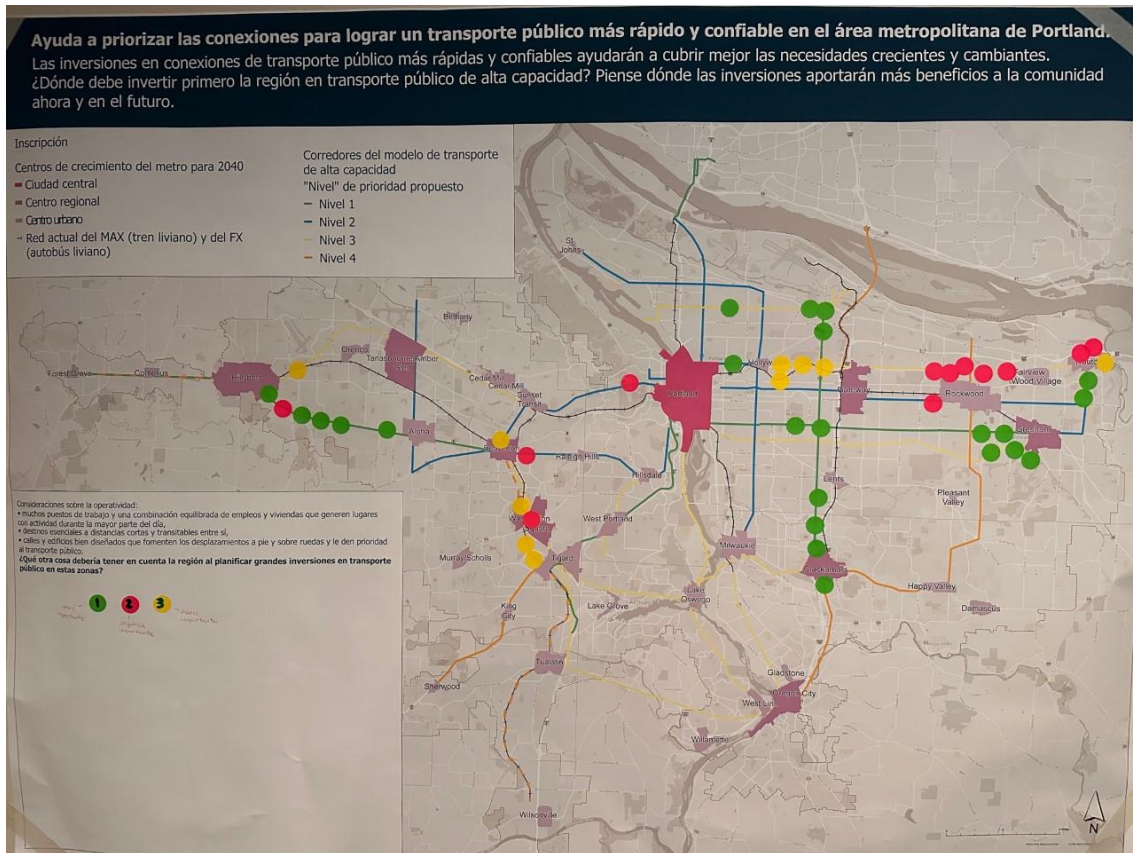 Ayuda a priorizar las conexiones para lograr un transporte público más rápido y confiable en el área metropolitana de Portland.
Las inversiones en conexiones de transporte público más rápidas y confiables ayudarán a cubrir mejor las necesidades crecientes y cambiantes.
¿Dónde debe invertir primero la región en transporte público de alta capacidad? Piense dónde las inversiones aportarán más beneficios a la comunidad
ahora y en el futuro.
Inscripción
Centros de crecimiento del metro para 2040
Ciudad central
Centro regional
Centro urbano
Red actual del MAX (tren liviano) y del FX
(autobús liviano)
Corredores del modelo de transporte
de alta capacidad
"Nivel" de prioridad propuesto
Nivel 1
Nivel 2
Nivel 3
Nivel 4
St
Johns
Bethany
Orenco
Forest Grove
Cornelius
Hillsboro
Cedar Mill
Cedar Mill
Sunset
Transit
Aloha
Raleigh Hills
Hillsdale
Portland
Gateway
Fairview
Wood Village
Rockwood
Lents
Pleasant
Valley
West Portland
Murray/Scholls
Tigard
Milwaukie
Clackamas
Happy Valley
Damascus
King
City
Lake Grove
Lake
Oswego
Tualatin
Sherwood
Gladstone
Oregon City
West Linn
Willamette
Wilsonville
N
Consideraciones sobre la operatividad:
• muchos puestos de trabajo y una combinación equilibrada de empleos y viviendas que generen lugares
con actividad durante la mayor parte del día,
• destinos esenciales a distancias cortas y transitables entre sí,
• calles y edificios bien diseñados que fomenten los desplazamientos a pie y sobre ruedas y le den prioridad
al transporte público.
¿Qué otra cosa debería tener en cuenta la región al planificar grandes inversiones en transporte
público en estas zonas?
1 2 3